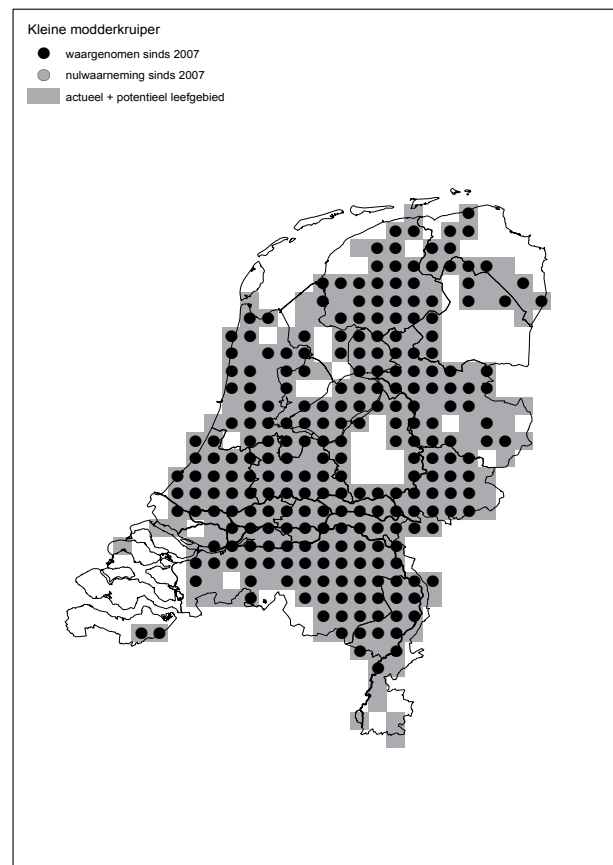 Kleine modderkruiper
waargenomen sinds 2007
nulwaarneming sinds 2007
actueel + potentieel leefgebied